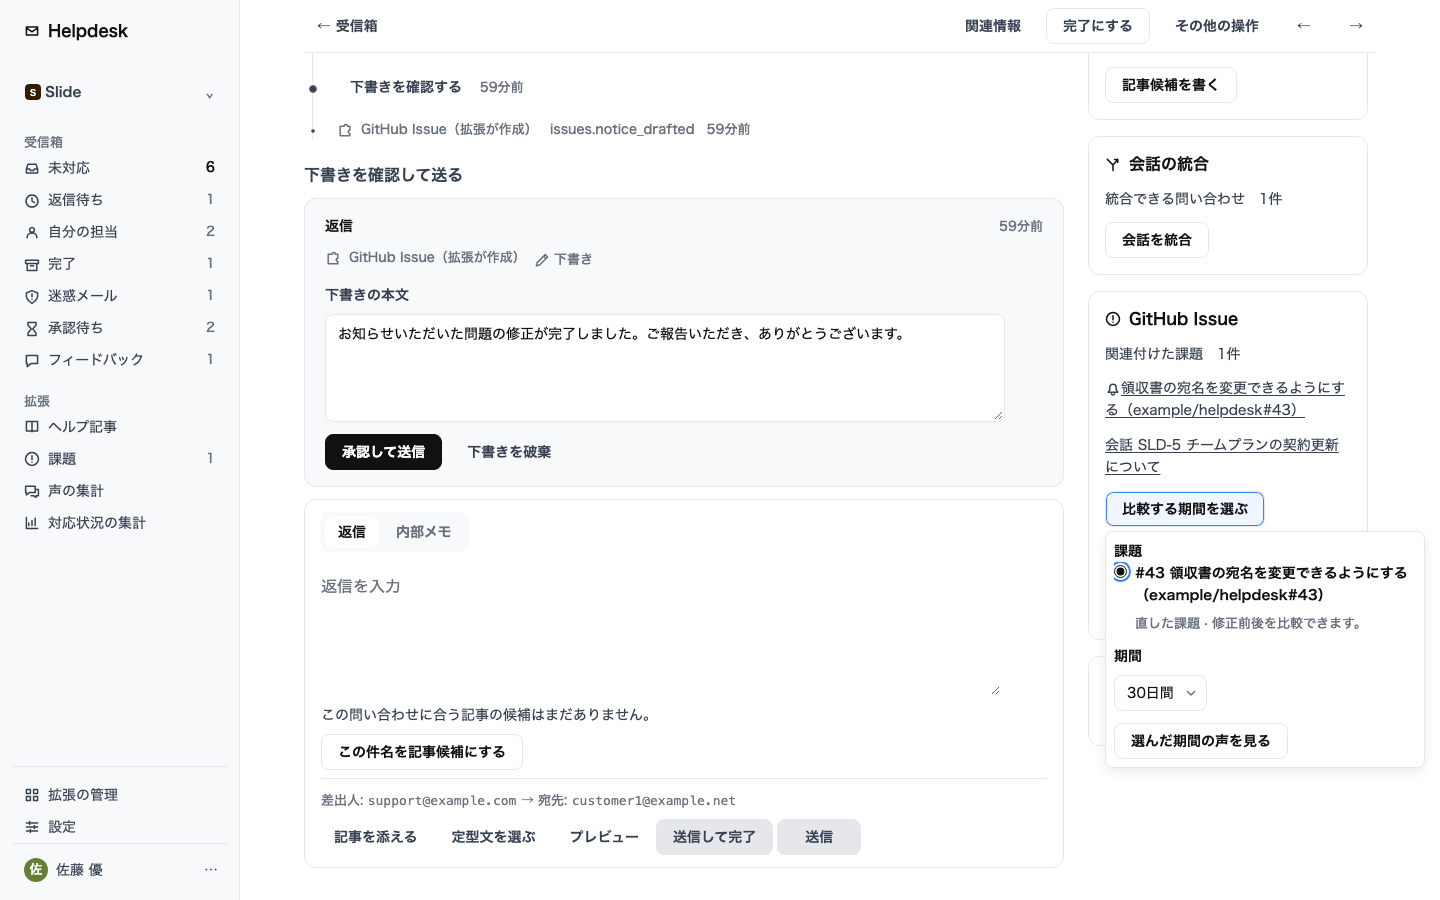 Helpdesk
S Slide
受信箱
未対応 6
返信待ち 1
自分の担当 2
完了 1
迷惑メール 1
承認待ち 2
フィードバック 1
拡張
ヘルプ記事
課題 1
声の集計
対応状況の集計
拡張の管理
設定
佐 佐藤 優 …
← 受信箱
関連情報 完了にする その他の操作 ← →
下書きを確認する 59分前
GitHub Issue（拡張が作成） issues.notice_drafted 59分前
下書きを確認して送る
返信 59分前
GitHub Issue（拡張が作成） 下書き
下書きの本文
お知らせいただいた問題の修正が完了しました。ご報告いただき、ありがとうございます。
承認して送信 下書きを破棄
返信 内部メモ
返信を入力
この問い合わせに合う記事の候補はまだありません。
この件名を記事候補にする
差出人: support@example.com → 宛先: customer1@example.net
記事を添える 定型文を選ぶ プレビュー 送信して完了 送信
記事候補を書く
会話の統合
統合できる問い合わせ 1件
会話を統合
GitHub Issue
関連付けた課題 1件
領収書の宛名を変更できるようにす
る（example/helpdesk#43）
会話 SLD-5 チームプランの契約更新
について
比較する期間を選ぶ
課題
#43 領収書の宛名を変更できるようにする
（example/helpdesk#43）
直した課題 · 修正前後を比較できます。
期間
30日間
選んだ期間の声を見る